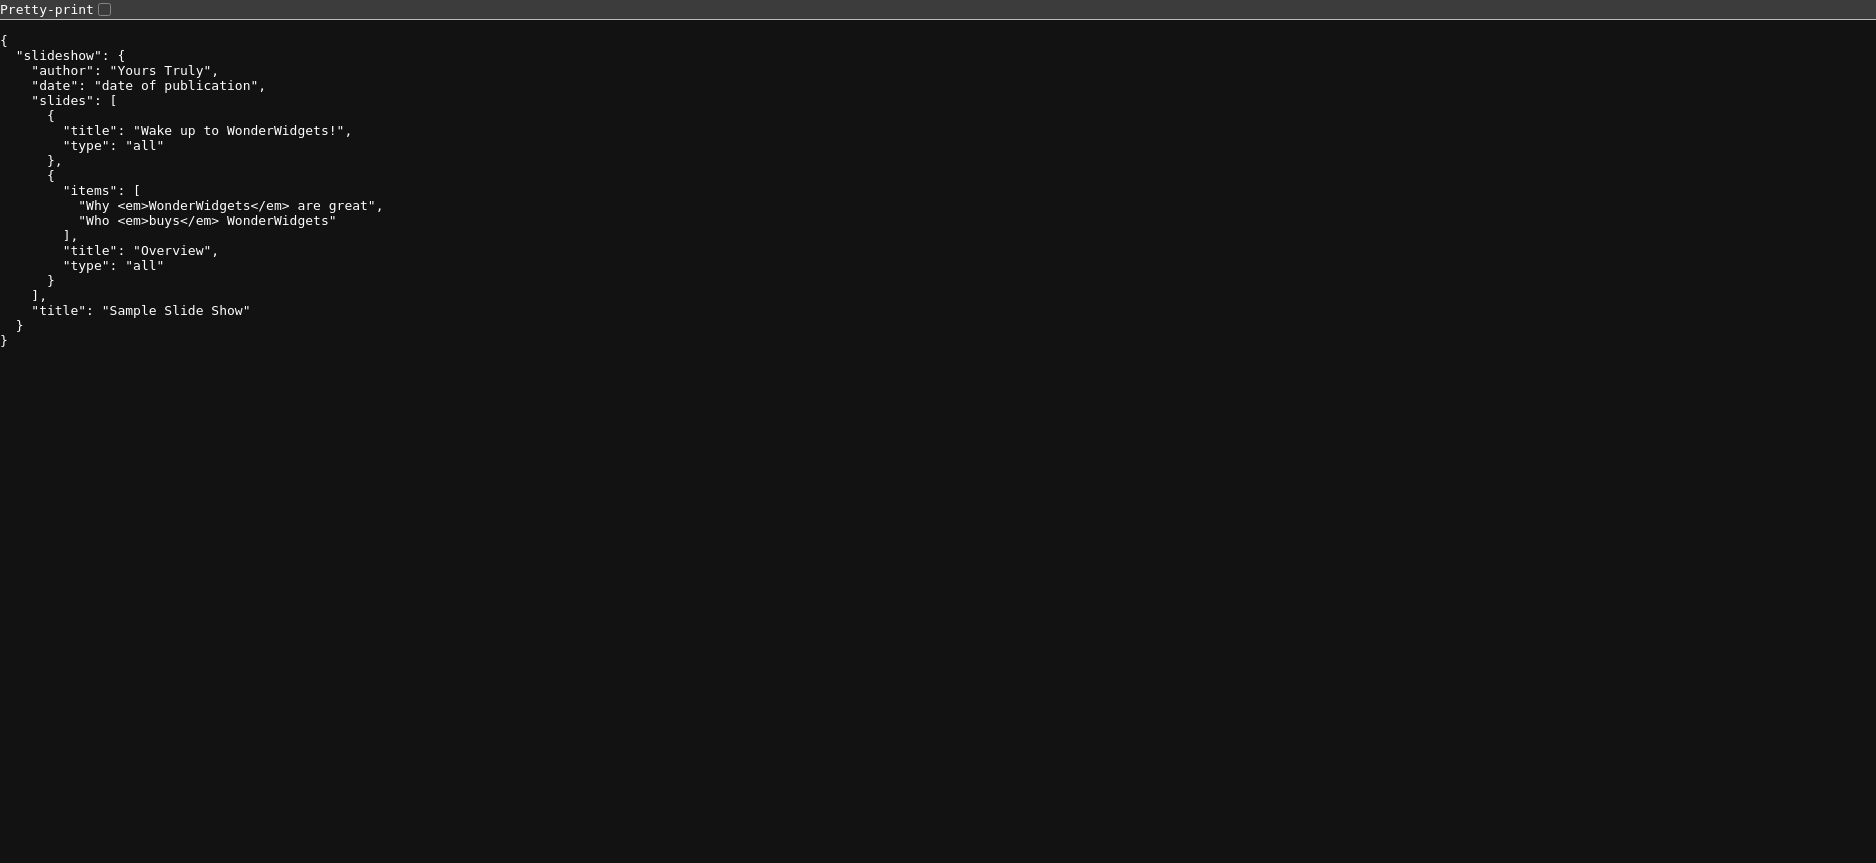 Pretty-print
{
  "slideshow": {
    "author": "Yours Truly",
    "date": "date of publication",
    "slides": [
      {
        "title": "Wake up to WonderWidgets!",
        "type": "all"
      },
      {
        "items": [
          "Why <em>WonderWidgets</em> are great",
          "Who <em>buys</em> WonderWidgets"
        ],
        "title": "Overview",
        "type": "all"
      }
    ],
    "title": "Sample Slide Show"
  }
}